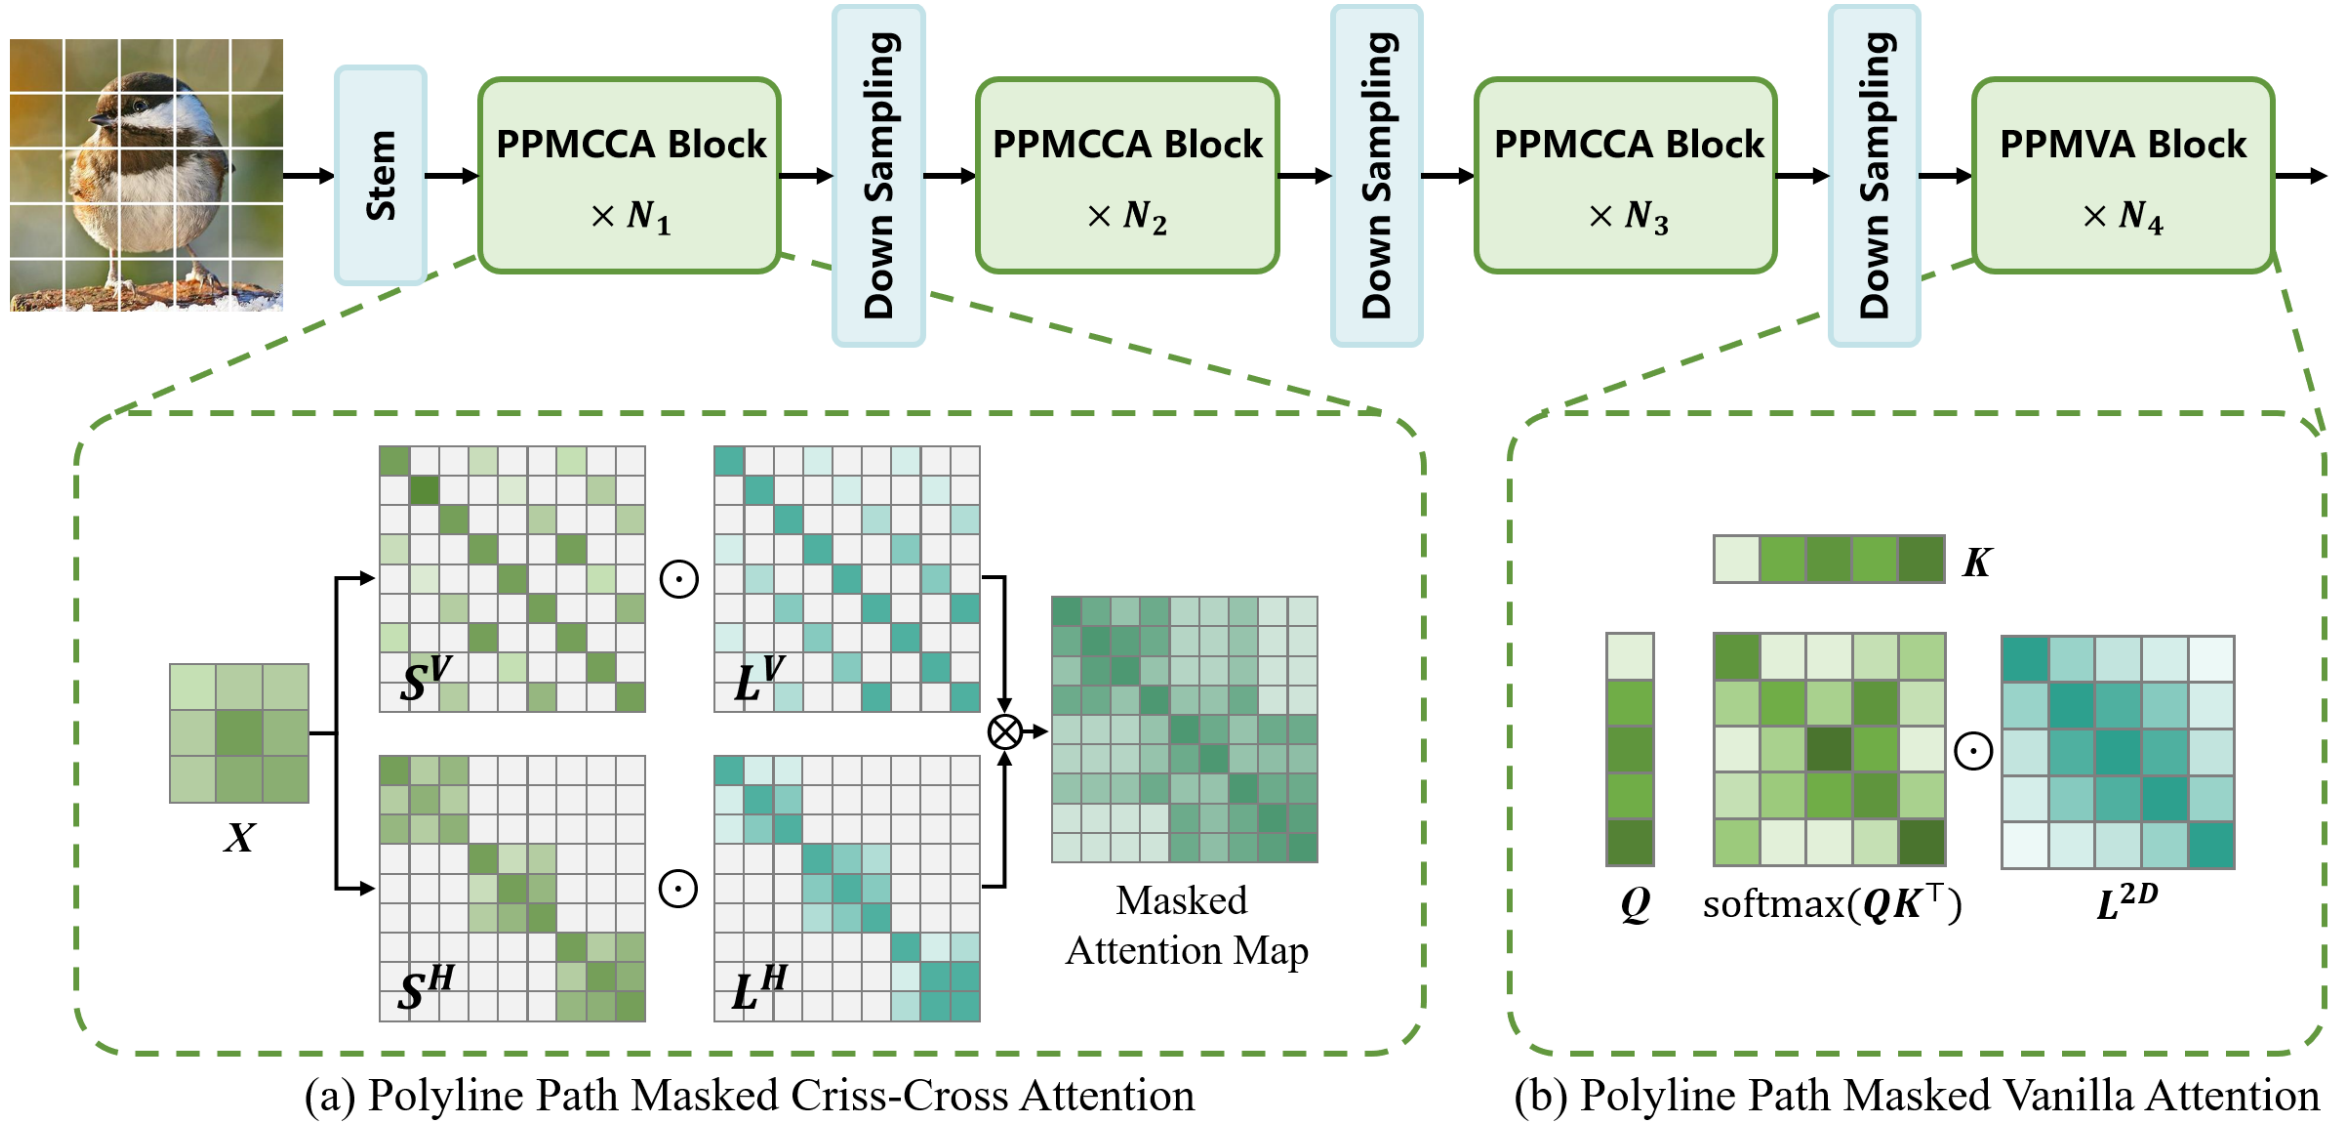 Stem
PPMCCA Block
× N₁
Down Sampling
PPMCCA Block
× N₂
Down Sampling
PPMCCA Block
× N₃
Down Sampling
PPMVA Block
× N₄
X
S^V
L^V
S^H
L^H
Masked
Attention Map
K
Q
softmax(QK^⊤)
L^2D
(a) Polyline Path Masked Criss-Cross Attention
(b) Polyline Path Masked Vanilla Attention